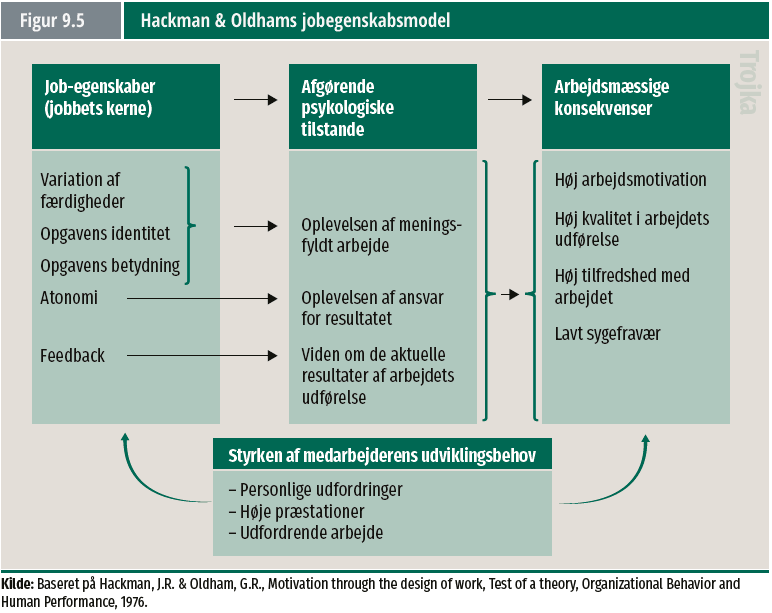 Figur 9.5
Hackman & Oldhams jobegenskabsmodel
Trojka
Job-egenskaber
(jobbets kerne)
Afgørende
psykologiske
tilstande
Arbejdsmæssige
konsekvenser
Variation af
færdigheder
Opgavens identitet
Opgavens betydning
Atonomi
Feedback
Oplevelsen af menings-
fyldt arbejde
Oplevelsen af ansvar
for resultatet
Viden om de aktuelle
resultater af arbejdets
udførelse
Høj arbejdsmotivation
Høj kvalitet i arbejdets
udførelse
Høj tilfredshed med
arbejdet
Lavt sygefravær
Styrken af medarbejderens udviklingsbehov
– Personlige udfordringer
– Høje præstationer
– Udfordrende arbejde
Kilde: Baseret på Hackman, J.R. & Oldham, G.R., Motivation through the design of work, Test of a theory, Organizational Behavior and
Human Performance, 1976.